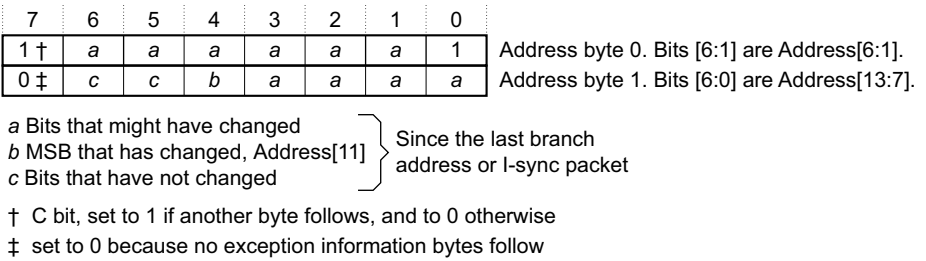 7 6 5 4 3 2 1 0
1 † a a a a a a 1 Address byte 0. Bits [6:1] are Address[6:1].
0 ‡ c c b a a a a Address byte 1. Bits [6:0] are Address[13:7].
a Bits that might have changed
b MSB that has changed, Address[11]
c Bits that have not changed
Since the last branch
address or I-sync packet
† C bit, set to 1 if another byte follows, and to 0 otherwise
‡ set to 0 because no exception information bytes follow